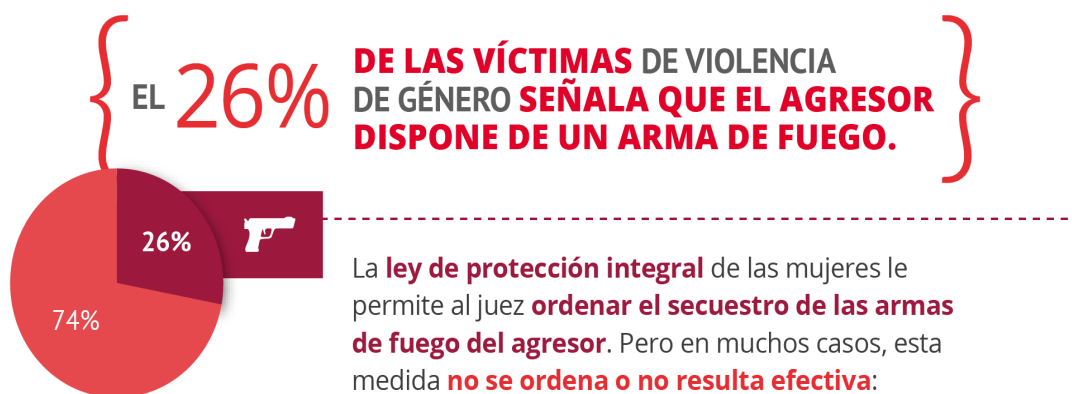 EL 26%
DE LAS VÍCTIMAS DE VIOLENCIA
DE GÉNERO SEÑALA QUE EL AGRESOR
DISPONE DE UN ARMA DE FUEGO.
26%
74%
La ley de protección integral de las mujeres le
permite al juez ordenar el secuestro de las armas
de fuego del agresor. Pero en muchos casos, esta
medida no se ordena o no resulta efectiva: